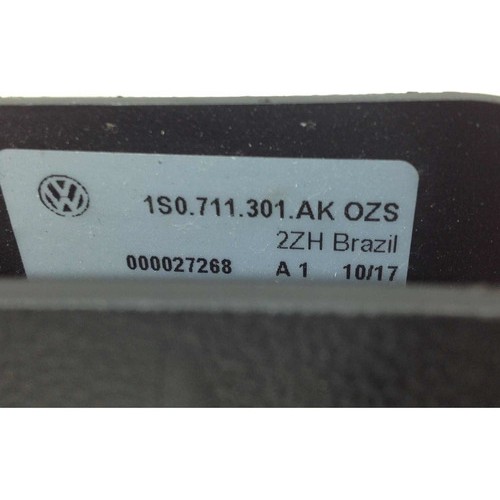 1S0.711.301.AK OZS
2ZH Brazil
000027268 A 1 10/17